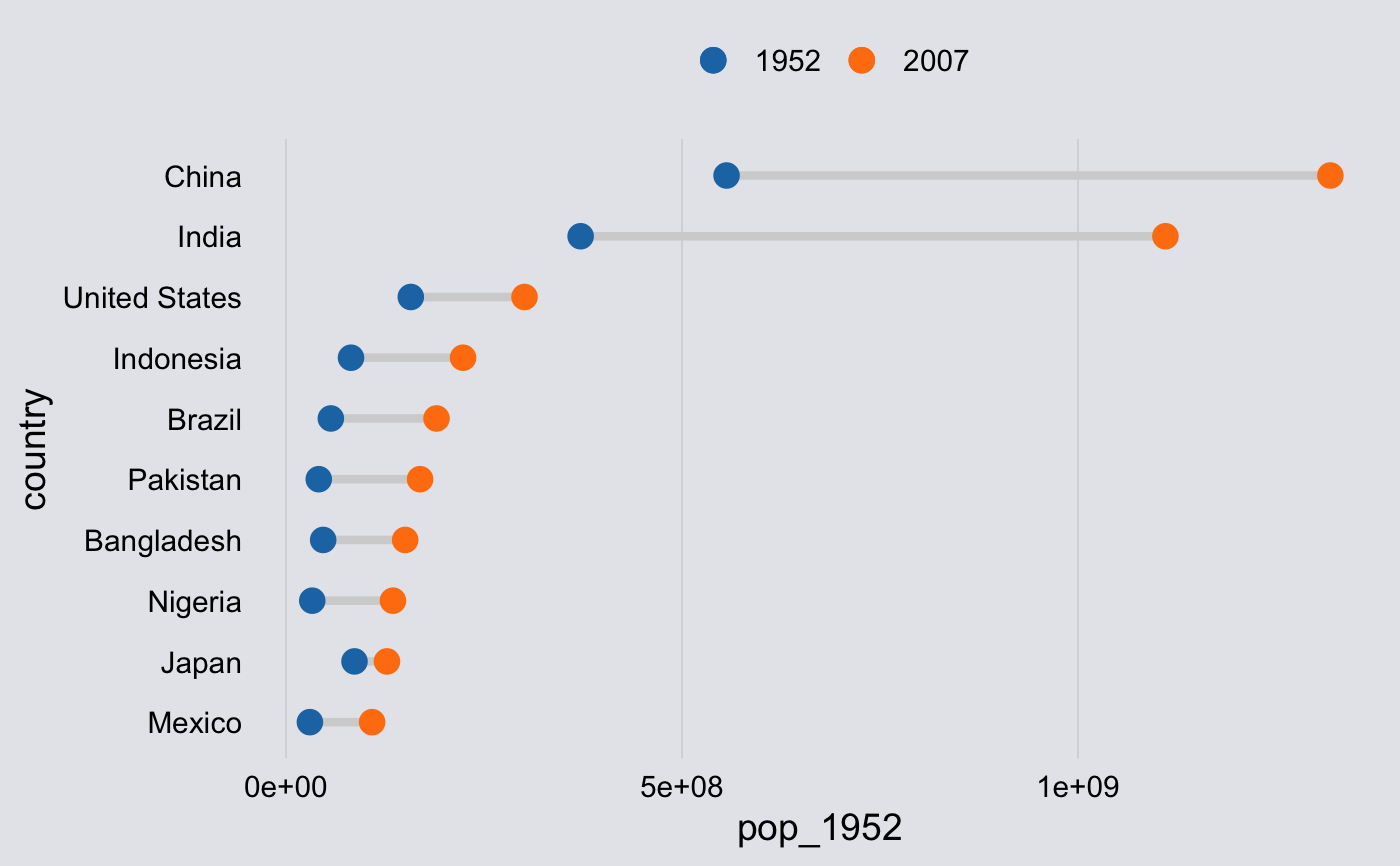 1952 2007
China
India
United States
Indonesia
Brazil
Pakistan
Bangladesh
Nigeria
Japan
Mexico
country
0e+00 5e+08 1e+09
pop_1952